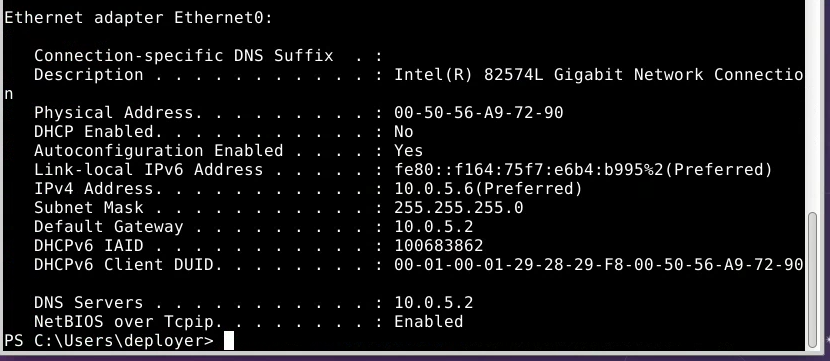 Ethernet adapter Ethernet0:
Connection-specific DNS Suffix  . :
Description . . . . . . . . . . . : Intel(R) 82574L Gigabit Network Connectio
n
Physical Address. . . . . . . . . : 00-50-56-A9-72-90
DHCP Enabled. . . . . . . . . . . : No
Autoconfiguration Enabled . . . . : Yes
Link-local IPv6 Address . . . . . : fe80::f164:75f7:e6b4:b995%2(Preferred)
IPv4 Address. . . . . . . . . . . : 10.0.5.6(Preferred)
Subnet Mask . . . . . . . . . . . : 255.255.255.0
Default Gateway . . . . . . . . . : 10.0.5.2
DHCPv6 IAID . . . . . . . . . . . : 100683862
DHCPv6 Client DUID. . . . . . . . : 00-01-00-01-29-28-29-F8-00-50-56-A9-72-90
DNS Servers . . . . . . . . . . . : 10.0.5.2
NetBIOS over Tcpip. . . . . . . . : Enabled
PS C:\Users\deployer>